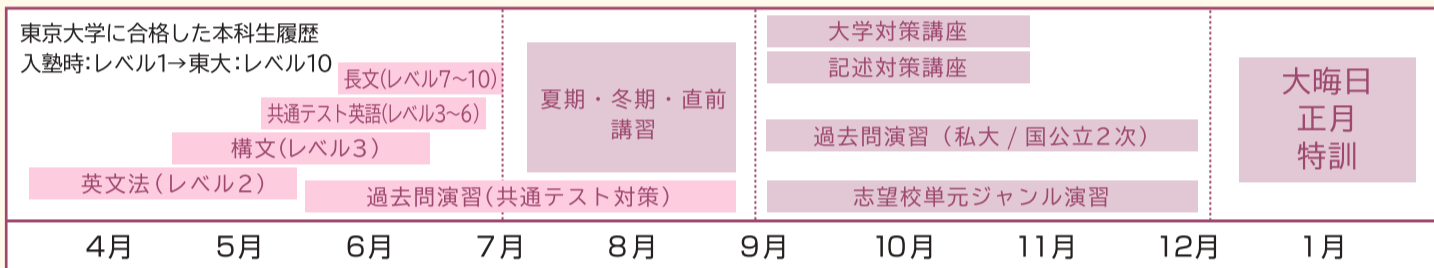 東京大学に合格した本科生履歴
入塾時:レベル1→東大:レベル10
長文(レベル7〜10)
共通テスト英語(レベル3〜6)
構文(レベル3)
英文法(レベル2)
過去問演習(共通テスト対策)
夏期・冬期・直前
講習
大学対策講座
記述対策講座
過去問演習(私大 / 国公立2次)
志望校単元ジャンル演習
大晦日
正月
特訓
4月 5月 6月 7月 8月 9月 10月 11月 12月 1月